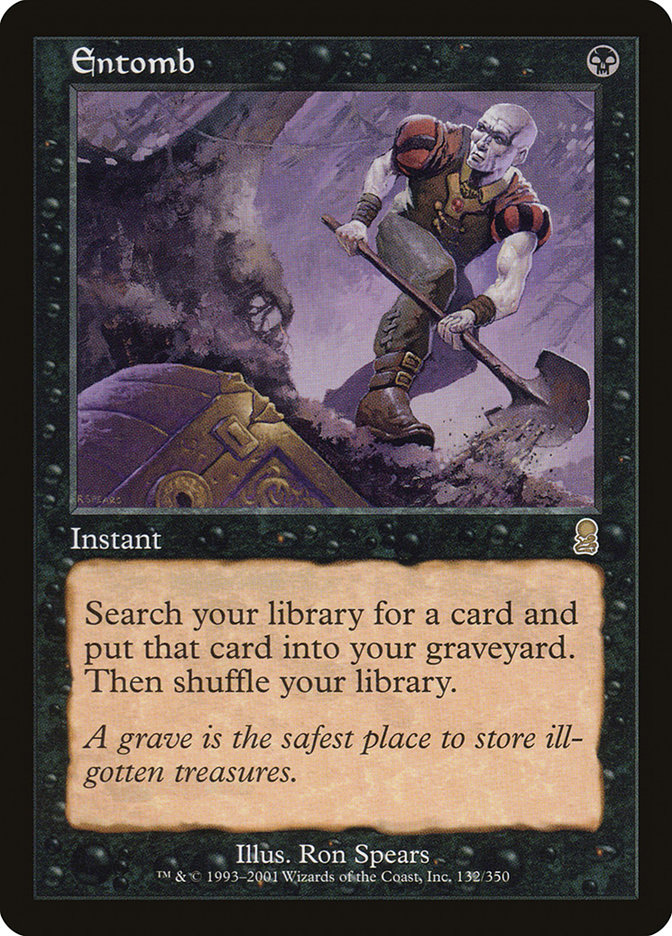 Entomb
R.SPEARS
Instant
Search your library for a card and
put that card into your graveyard.
Then shuffle your library.
A grave is the safest place to store ill-
gotten treasures.
Illus. Ron Spears
™ & © 1993–2001 Wizards of the Coast, Inc. 132/350